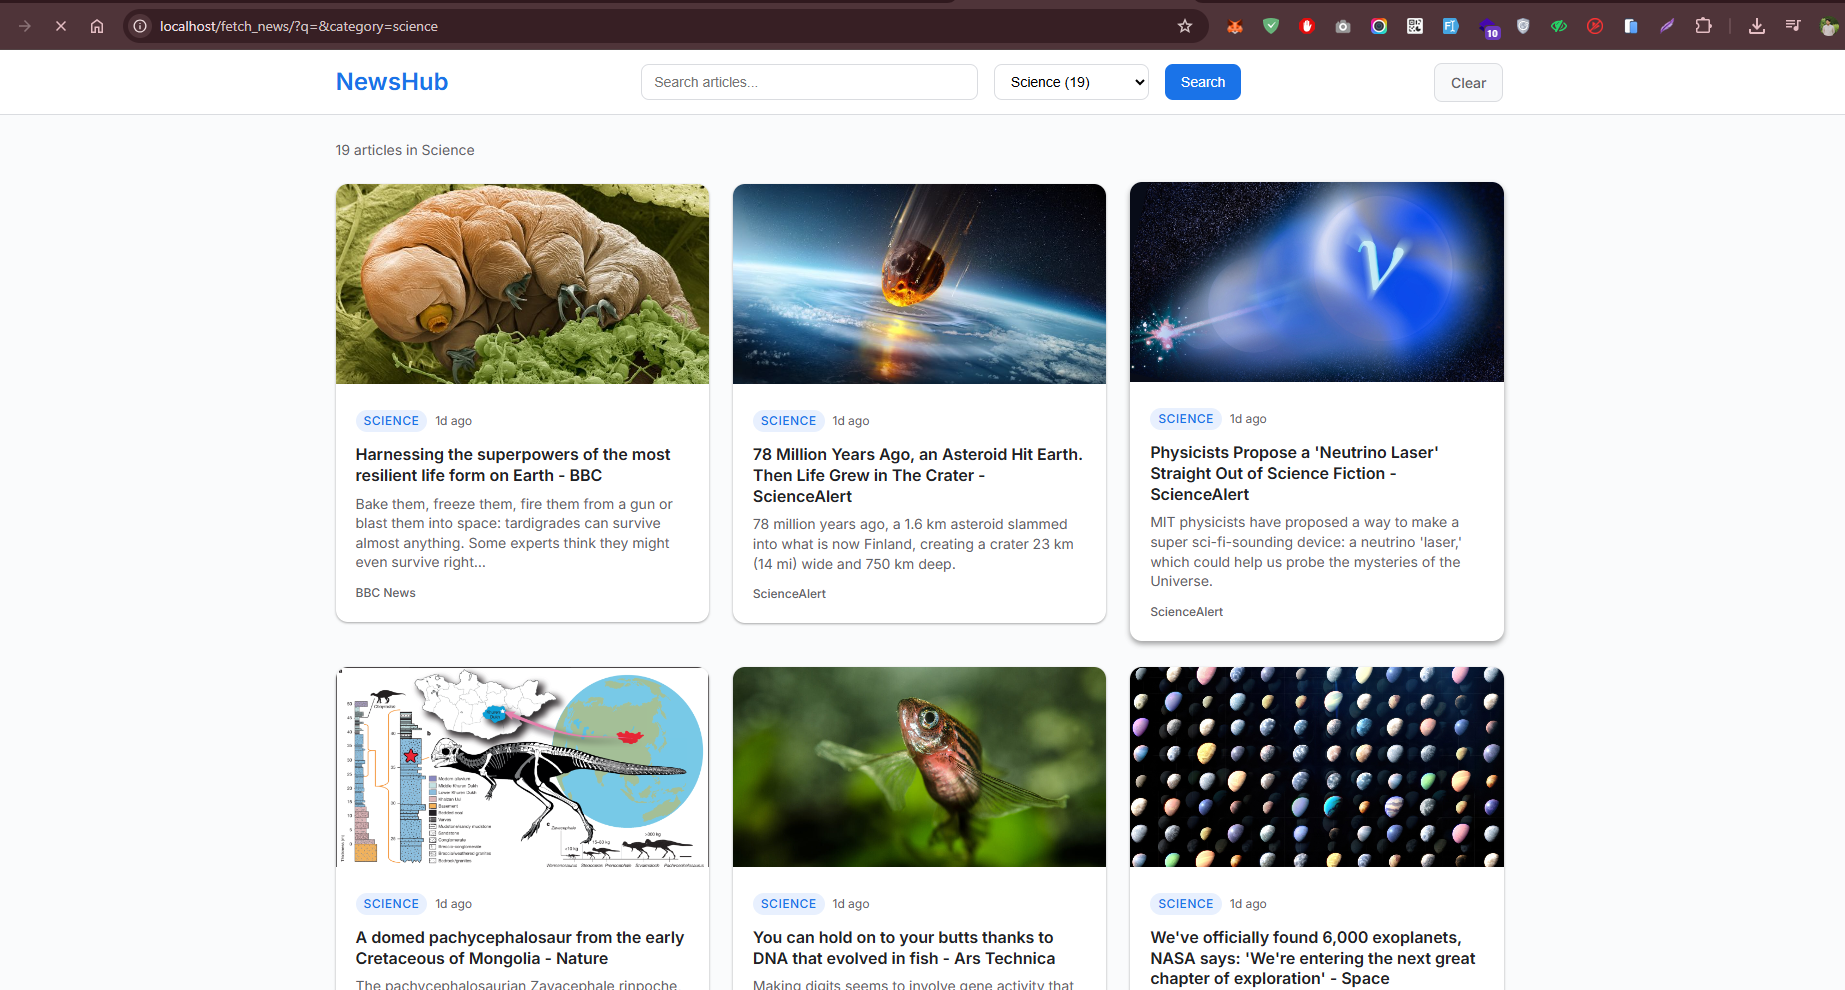 localhost/fetch_news/?q=&category=science
10
NewsHub
Search articles...
Science (19)
Search
Clear
19 articles in Science
SCIENCE 1d ago
Harnessing the superpowers of the most
resilient life form on Earth - BBC
Bake them, freeze them, fire them from a gun or
blast them into space: tardigrades can survive
almost anything. Some experts think they might
even survive right...
BBC News
SCIENCE 1d ago
78 Million Years Ago, an Asteroid Hit Earth.
Then Life Grew in The Crater -
ScienceAlert
78 million years ago, a 1.6 km asteroid slammed
into what is now Finland, creating a crater 23 km
(14 mi) wide and 750 km deep.
ScienceAlert
SCIENCE 1d ago
Physicists Propose a 'Neutrino Laser'
Straight Out of Science Fiction -
ScienceAlert
MIT physicists have proposed a way to make a
super sci-fi-sounding device: a neutrino 'laser,'
which could help us probe the mysteries of the
Universe.
ScienceAlert
SCIENCE 1d ago
A domed pachycephalosaur from the early
Cretaceous of Mongolia - Nature
The pachycephalosaurian Zavacephale rinpoche
SCIENCE 1d ago
You can hold on to your butts thanks to
DNA that evolved in fish - Ars Technica
Making digits seems to involve gene activity that
SCIENCE 1d ago
We've officially found 6,000 exoplanets,
NASA says: 'We're entering the next great
chapter of exploration' - Space